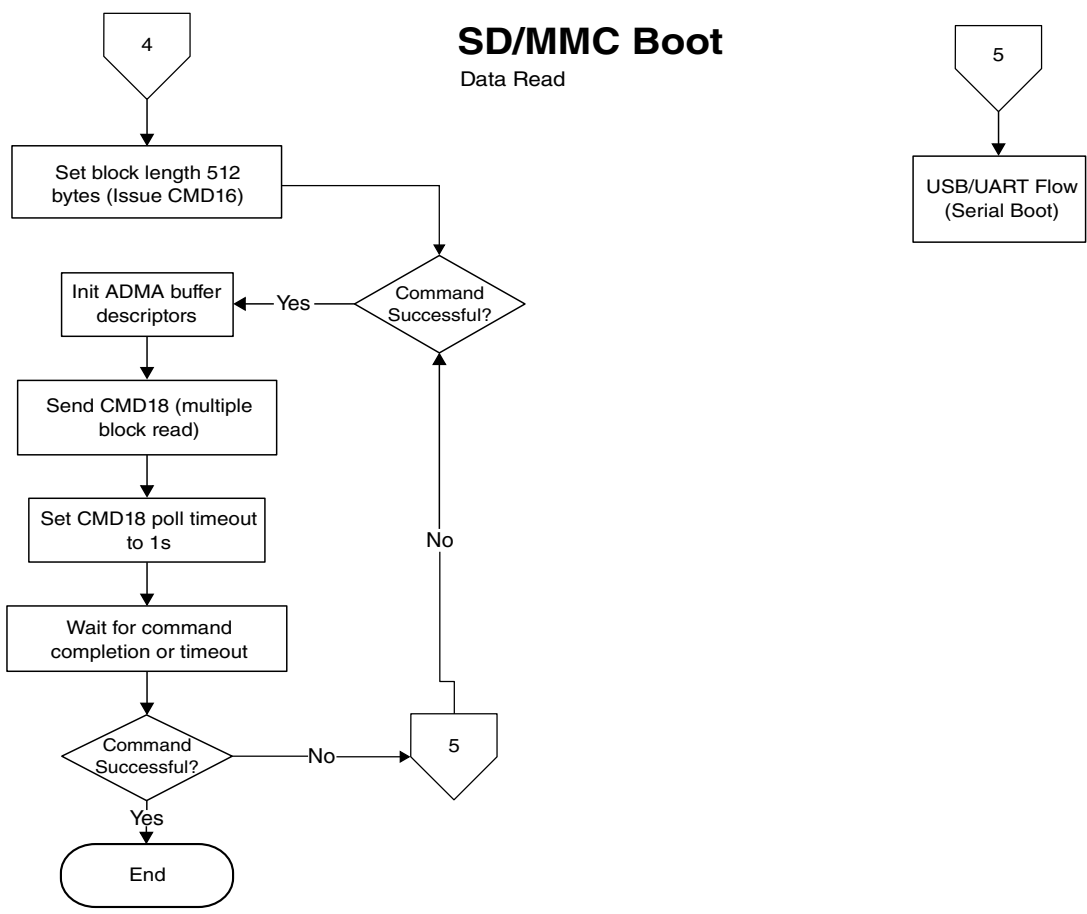 SD/MMC Boot
Data Read
4
5
Set block length 512
bytes (Issue CMD16)
USB/UART Flow
(Serial Boot)
Command
Successful?
Yes
Init ADMA buffer
descriptors
Send CMD18 (multiple
block read)
Set CMD18 poll timeout
to 1s
No
Wait for command
completion or timeout
Command
Successful?
No
5
Yes
End